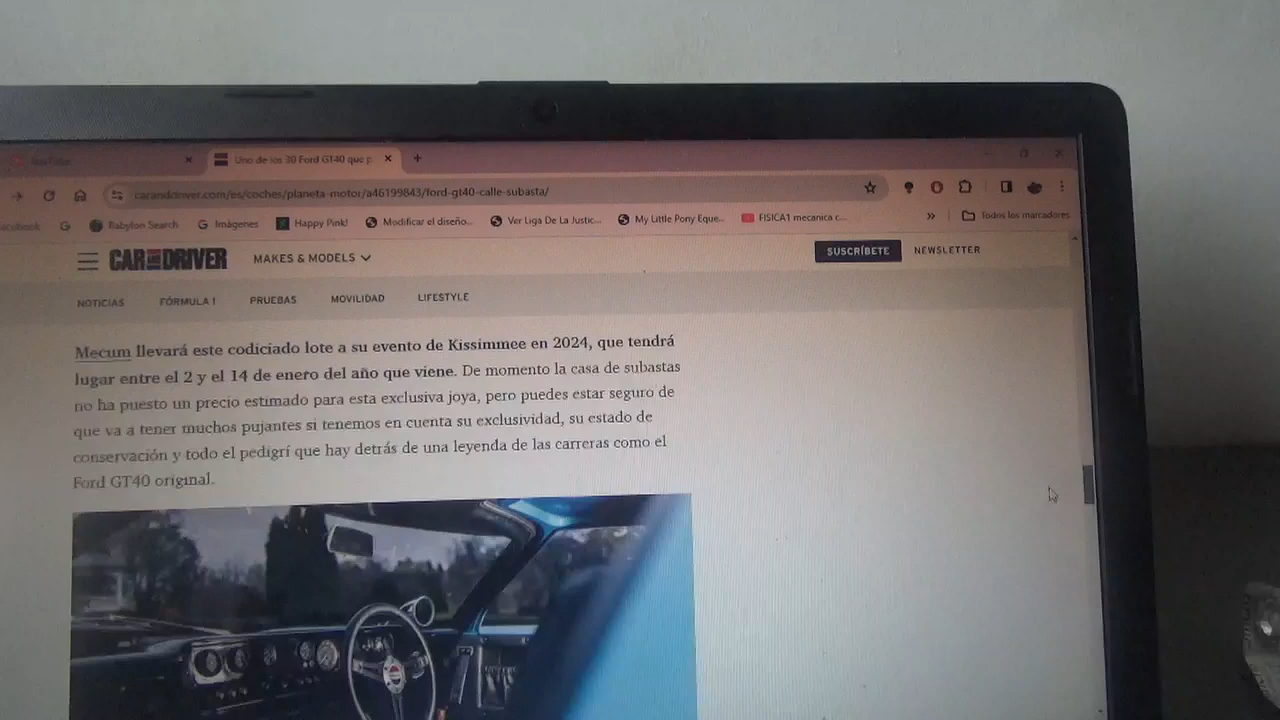 Uno de los 30 Ford GT40 que p
caranddriver.com/es/coches/planeta-motor/a46199843/ford-gt40-calle-subasta/
Babylon Search
Imágenes
Happy Pink!
Modificar el diseño...
Ver Liga De La Justic...
My Little Pony Eque...
FISICA1 mecanica c...
»
Todos los marcadores
CAR AND DRIVER
MAKES & MODELS
SUSCRÍBETE
NEWSLETTER
NOTICIAS
FÓRMULA 1
PRUEBAS
MOVILIDAD
LIFESTYLE
Mecum llevará este codiciado lote a su evento de Kissimmee en 2024, que tendrá
lugar entre el 2 y el 14 de enero del año que viene. De momento la casa de subastas
no ha puesto un precio estimado para esta exclusiva joya, pero puedes estar seguro de
que va a tener muchos pujantes si tenemos en cuenta su exclusividad, su estado de
conservación y todo el pedigrí que hay detrás de una leyenda de las carreras como el
Ford GT40 original.